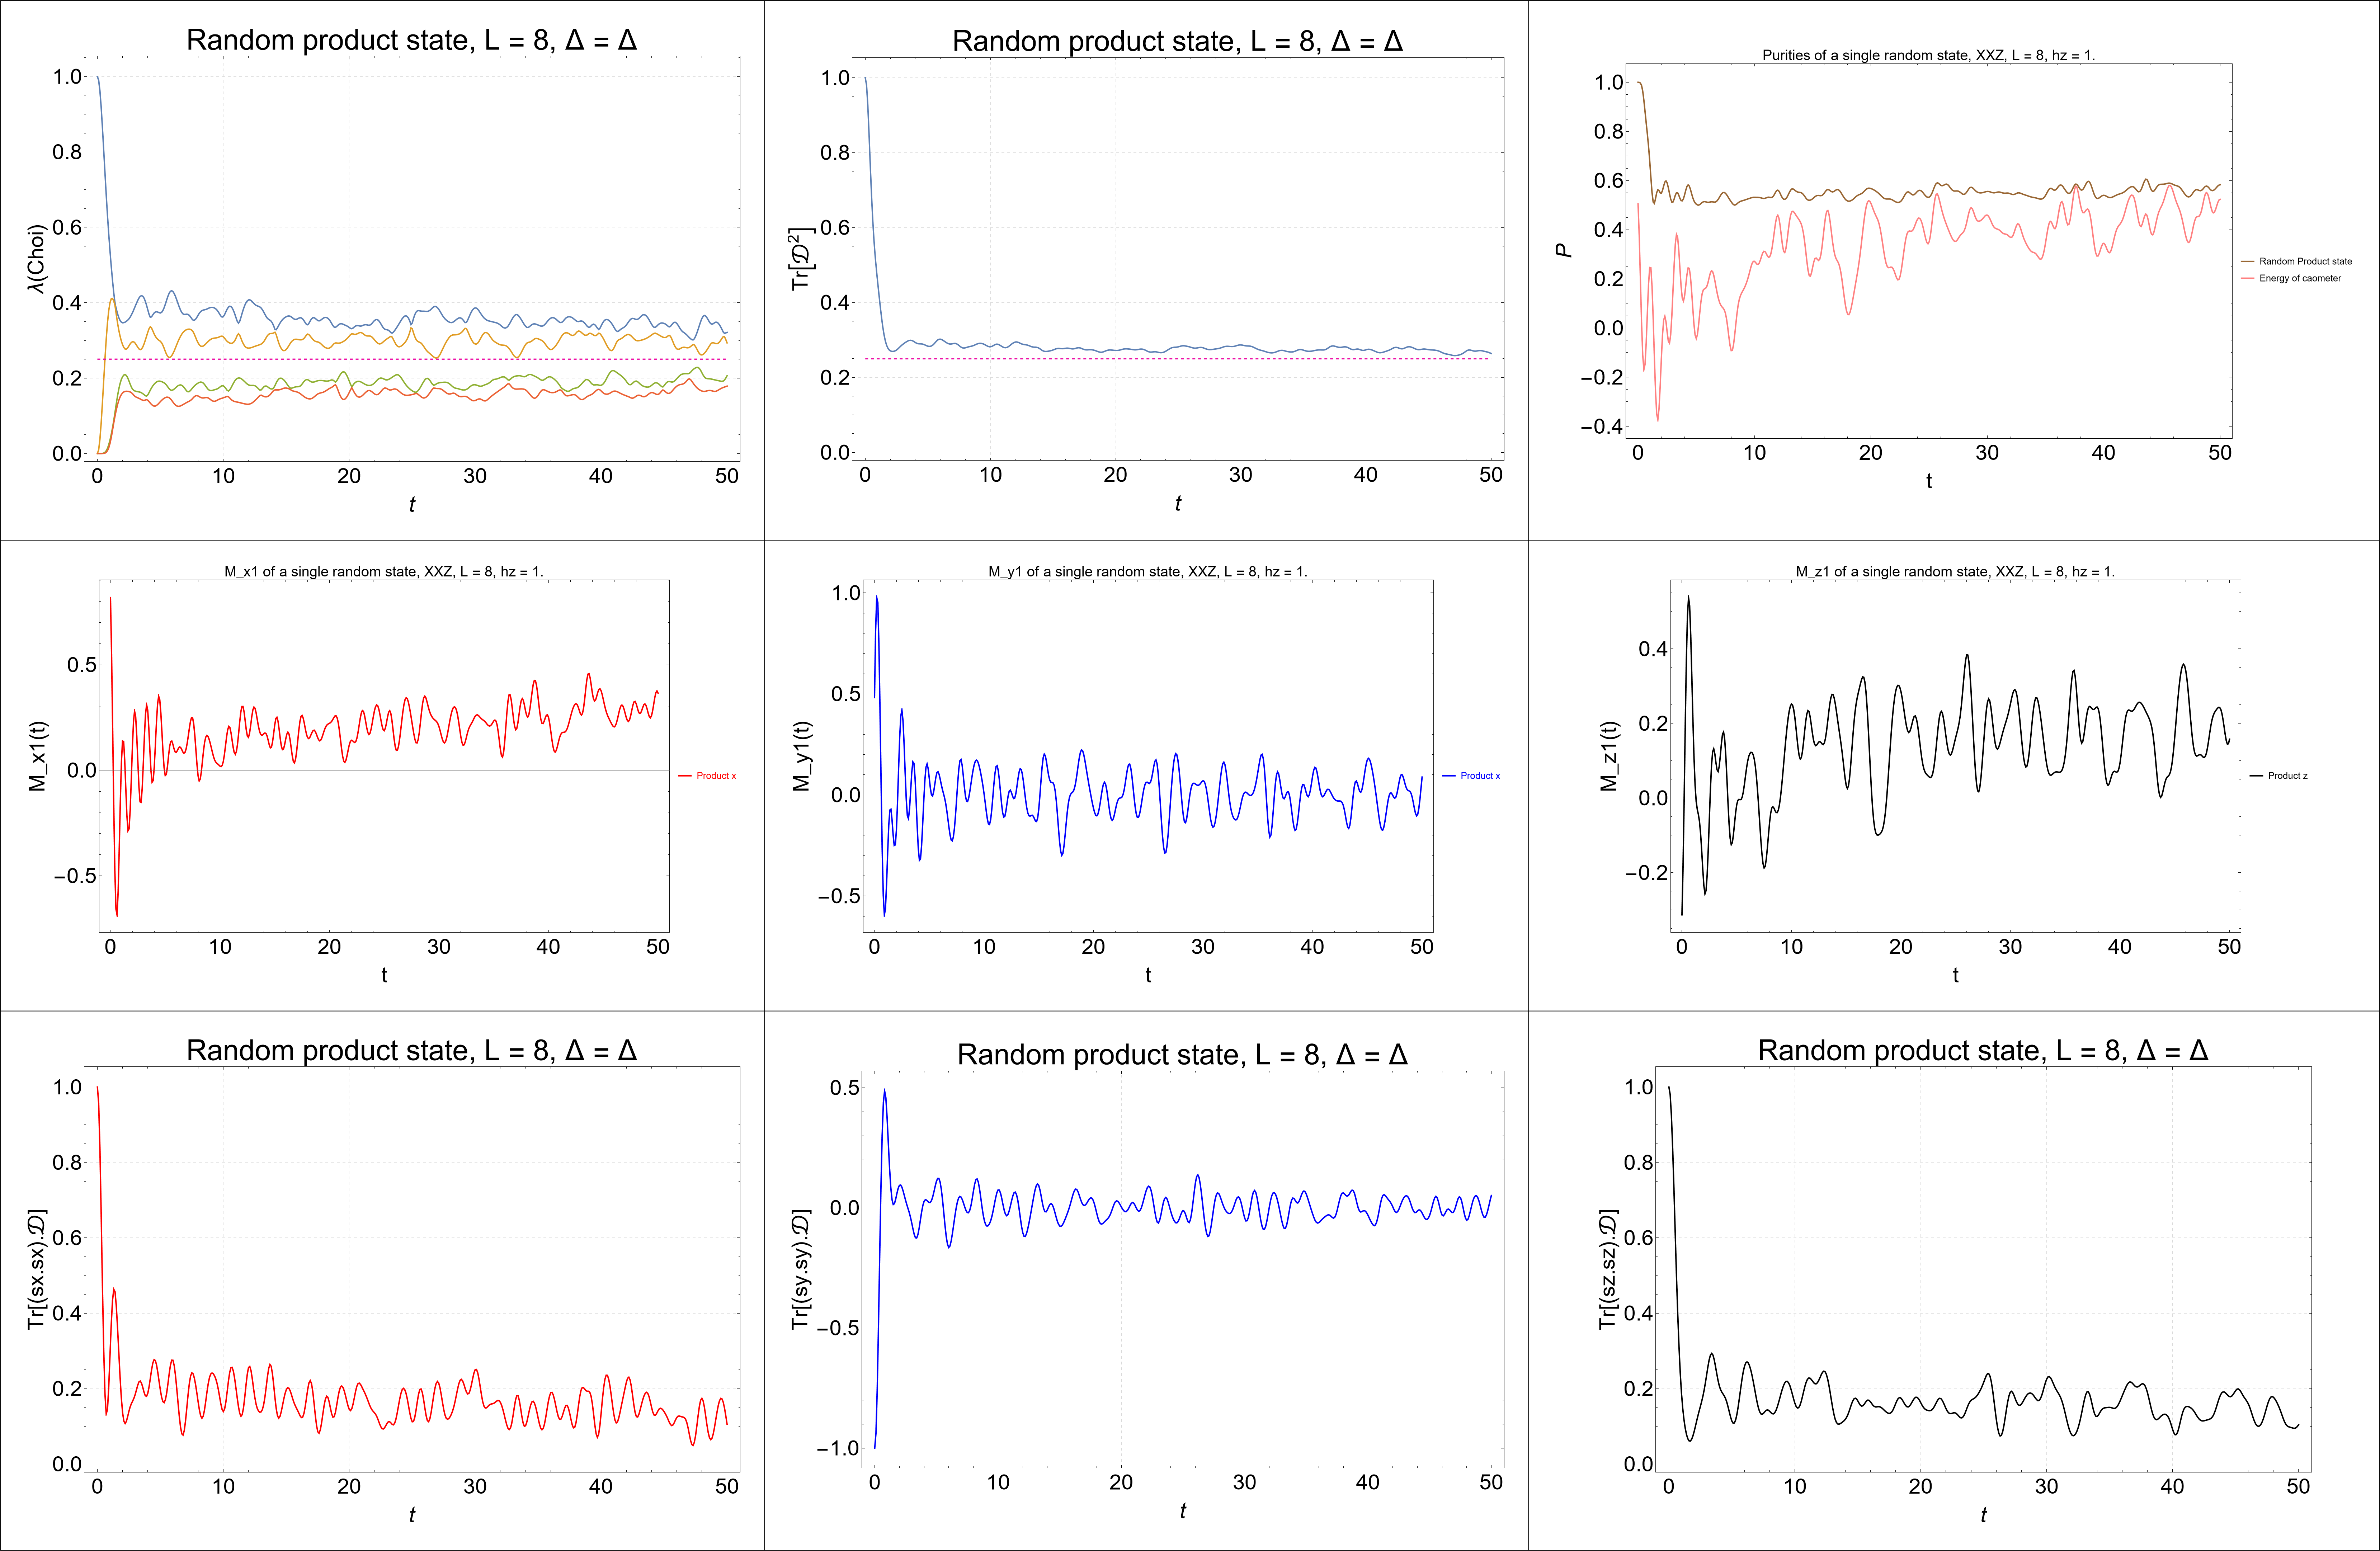 Random product state, L = 8, Δ = Δ
λ(Choi)
1.0
0.8
0.6
0.4
0.2
0.0
0 10 20 30 40 50
t
Random product state, L = 8, Δ = Δ
Tr[𝒟²]
1.0
0.8
0.6
0.4
0.2
0.0
0 10 20 30 40 50
t
Purities of a single random state, XXZ, L = 8, hz = 1.
P
1.0
0.8
0.6
0.4
0.2
0.0
−0.2
−0.4
0 10 20 30 40 50
t
Random Product state
Energy of caometer
M_x1 of a single random state, XXZ, L = 8, hz = 1.
M_x1(t)
0.5
0.0
−0.5
0 10 20 30 40 50
t
Product x
M_y1 of a single random state, XXZ, L = 8, hz = 1.
M_y1(t)
1.0
0.5
0.0
−0.5
0 10 20 30 40 50
t
Product x
M_z1 of a single random state, XXZ, L = 8, hz = 1.
M_z1(t)
0.4
0.2
0.0
−0.2
0 10 20 30 40 50
t
Product z
Random product state, L = 8, Δ = Δ
Tr[(sx.sx).𝒟]
1.0
0.8
0.6
0.4
0.2
0.0
0 10 20 30 40 50
t
Random product state, L = 8, Δ = Δ
Tr[(sy.sy).𝒟]
0.5
0.0
−0.5
−1.0
0 10 20 30 40 50
t
Random product state, L = 8, Δ = Δ
Tr[(sz.sz).𝒟]
1.0
0.8
0.6
0.4
0.2
0.0
0 10 20 30 40 50
t